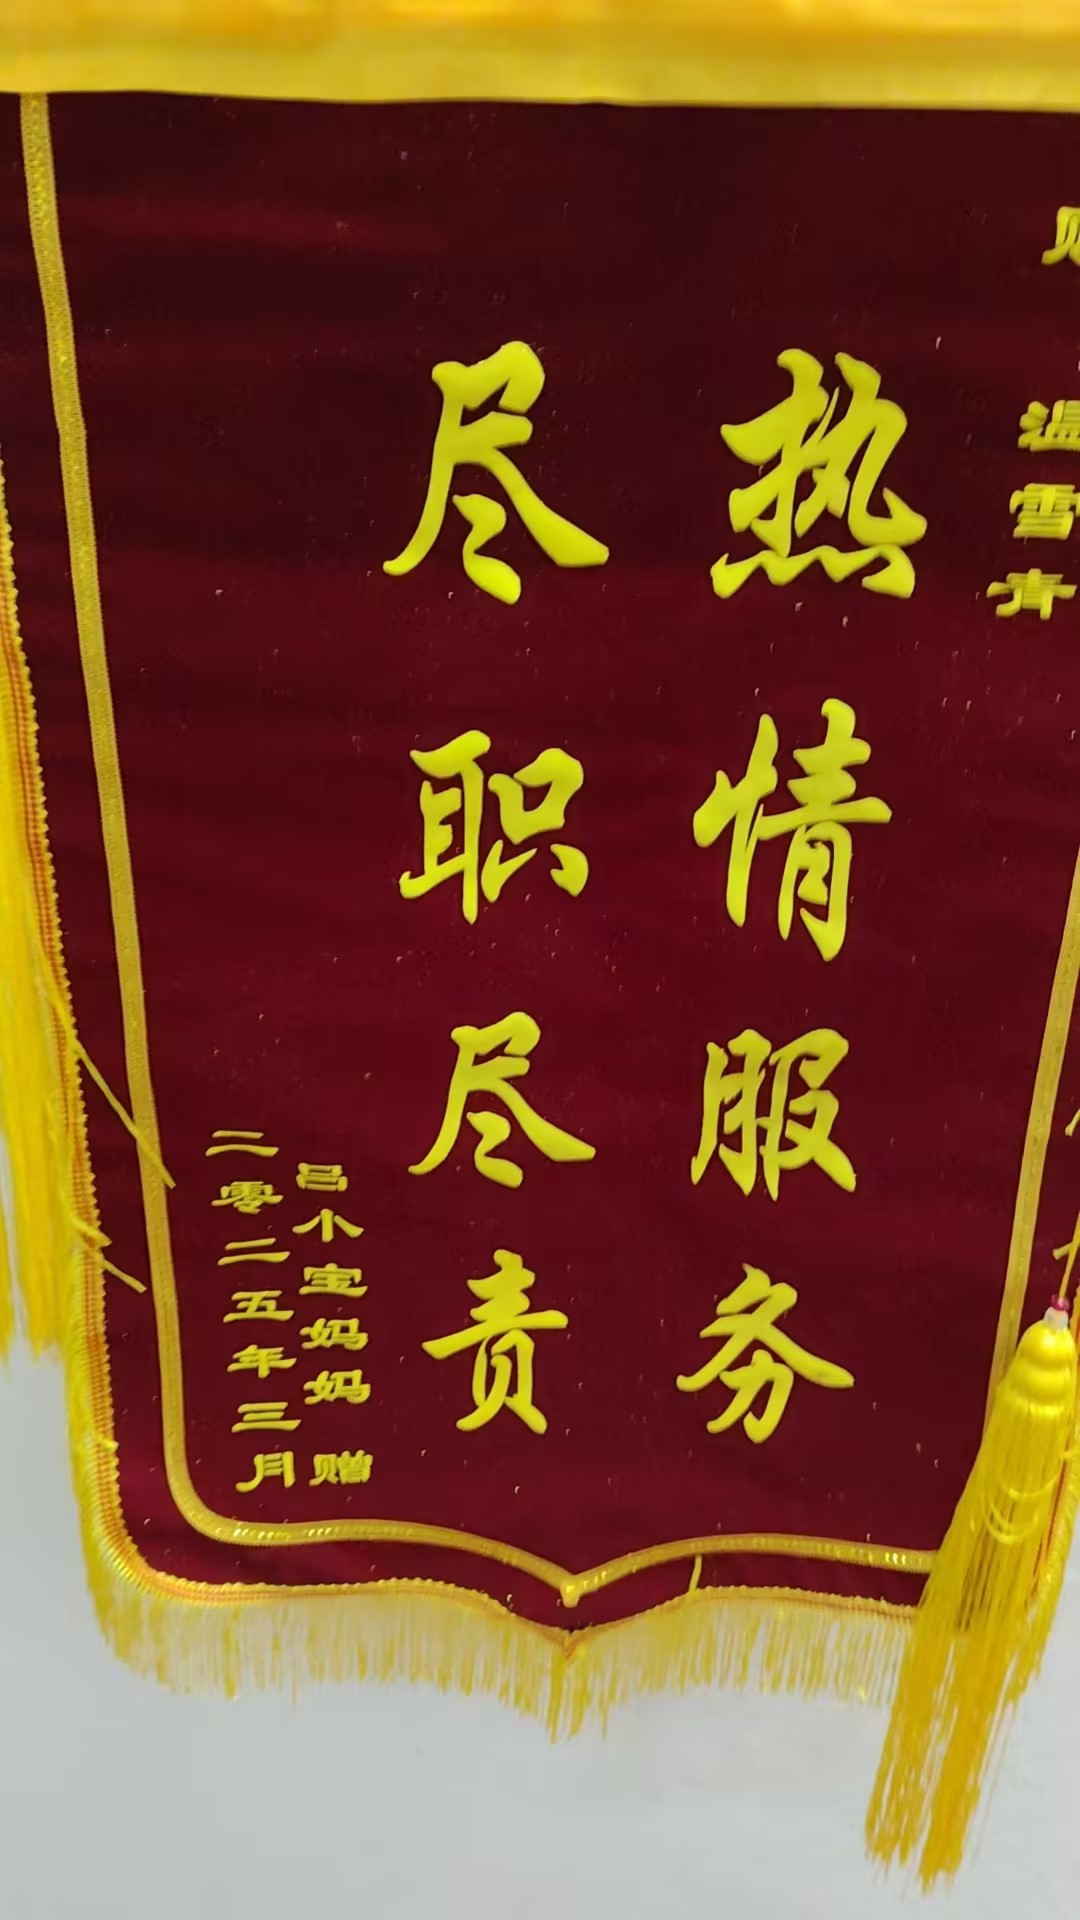 温雪青
热情服务
尽职尽责
吕小宝妈妈 赠
二零二五年三月